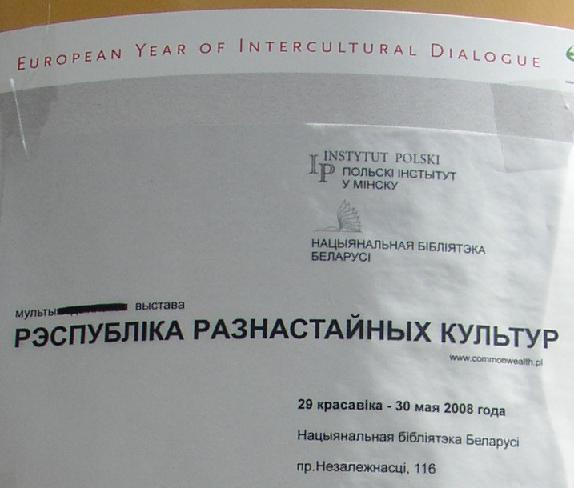 EUROPEAN YEAR OF INTERCULTURAL DIALOGUE
IP INSTYTUT POLSKI
ПОЛЬСКІ ІНСТЫТУТ
У МІНСКУ
НАЦЫЯНАЛЬНАЯ БІБЛІЯТЭКА
БЕЛАРУСІ
мульты выстава
РЭСПУБЛІКА РАЗНАСТАЙНЫХ КУЛЬТУР
www.commonwealth.pl
29 красавіка - 30 мая 2008 года
Нацыянальная бібліятэка Беларусі
пр.Незалежнасці, 116